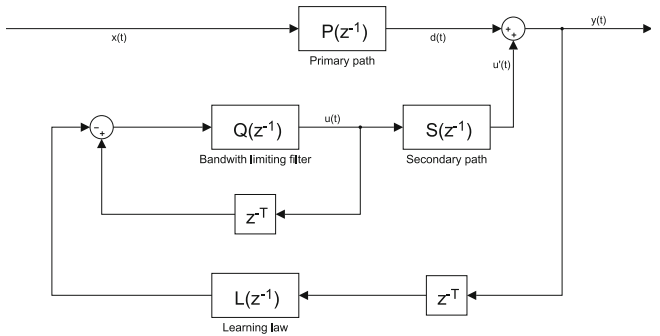 P(z⁻¹)
x(t)
d(t)
y(t)
Primary path
+
+
u'(t)
-
+
Q(z⁻¹)
u(t)
S(z⁻¹)
Bandwith limiting filter
Secondary path
z⁻ᵀ
L(z⁻¹)
z⁻ᵀ
Learning law